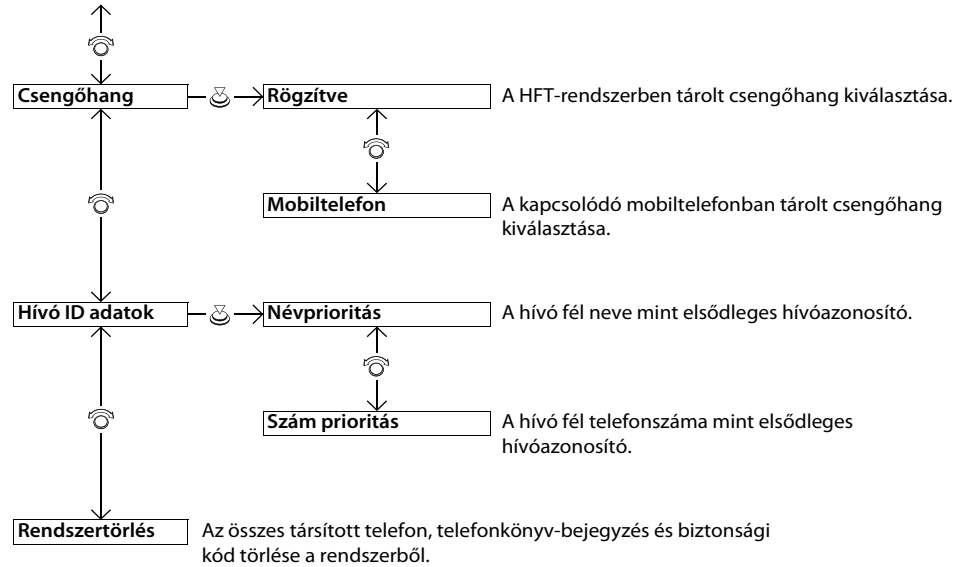 Csengőhang
Rögzítve
A HFT-rendszerben tárolt csengőhang kiválasztása.
Mobiltelefon
A kapcsolódó mobiltelefonban tárolt csengőhang
kiválasztása.
Hívó ID adatok
Névprioritás
A hívó fél neve mint elsődleges hívóazonosító.
Szám prioritás
A hívó fél telefonszáma mint elsődleges
hívóazonosító.
Rendszertörlés
Az összes társított telefon, telefonkönyv-bejegyzés és biztonsági
kód törlése a rendszerből.